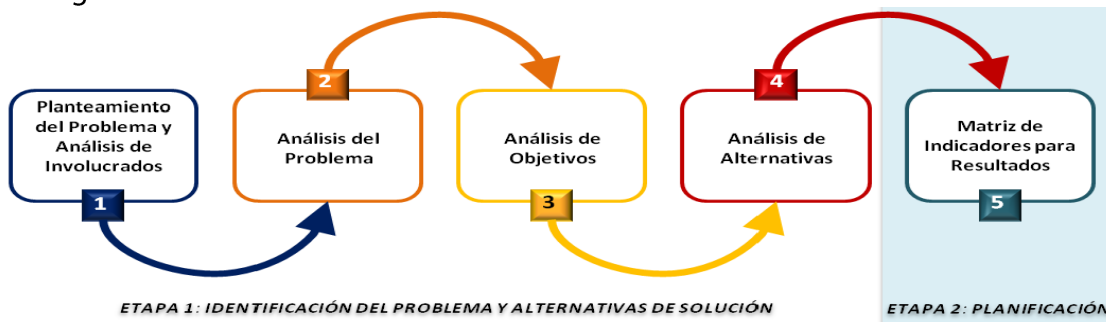 1
Planteamiento
del Problema y
Análisis de
Involucrados
2
Análisis del
Problema
3
Análisis de
Objetivos
4
Análisis de
Alternativas
5
Matriz de
Indicadores para
Resultados
ETAPA 1: IDENTIFICACIÓN DEL PROBLEMA Y ALTERNATIVAS DE SOLUCIÓN
ETAPA 2: PLANIFICACIÓN